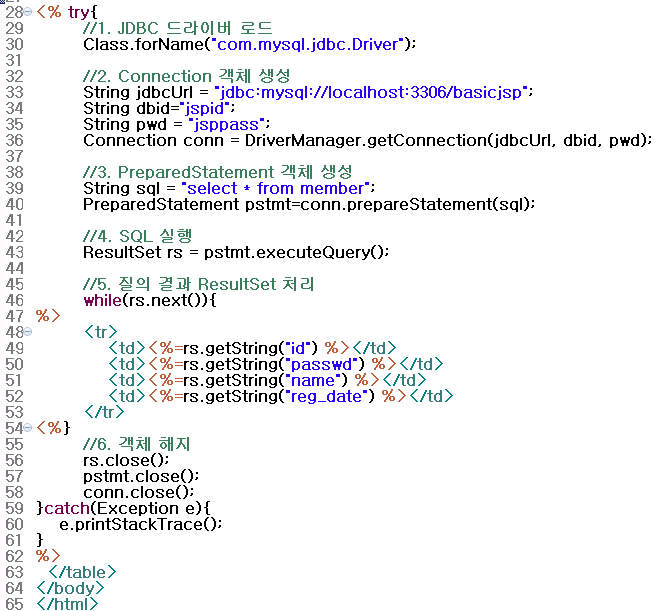 28 <% try{
29 //1. JDBC 드라이버 로드
30 Class.forName("com.mysql.jdbc.Driver");
31
32 //2. Connection 객체 생성
33 String jdbcUrl = "jdbc:mysql://localhost:3306/basicjsp";
34 String dbid="jspid";
35 String pwd = "jsppass";
36 Connection conn = DriverManager.getConnection(jdbcUrl, dbid, pwd);
37
38 //3. PreparedStatement 객체 생성
39 String sql = "select * from member";
40 PreparedStatement pstmt=conn.prepareStatement(sql);
41
42 //4. SQL 실행
43 ResultSet rs = pstmt.executeQuery();
44
45 //5. 질의 결과 ResultSet 처리
46 while(rs.next()){
47 %>
48 <tr>
49 <td><%=rs.getString("id") %></td>
50 <td><%=rs.getString("passwd") %></td>
51 <td><%=rs.getString("name") %></td>
52 <td><%=rs.getString("reg_date") %></td>
53 </tr>
54 <%}
55 //6. 객체 해지
56 rs.close();
57 pstmt.close();
58 conn.close();
59 }catch(Exception e){
60 e.printStackTrace();
61 }
62 %>
63 </table>
64 </body>
65 </html>